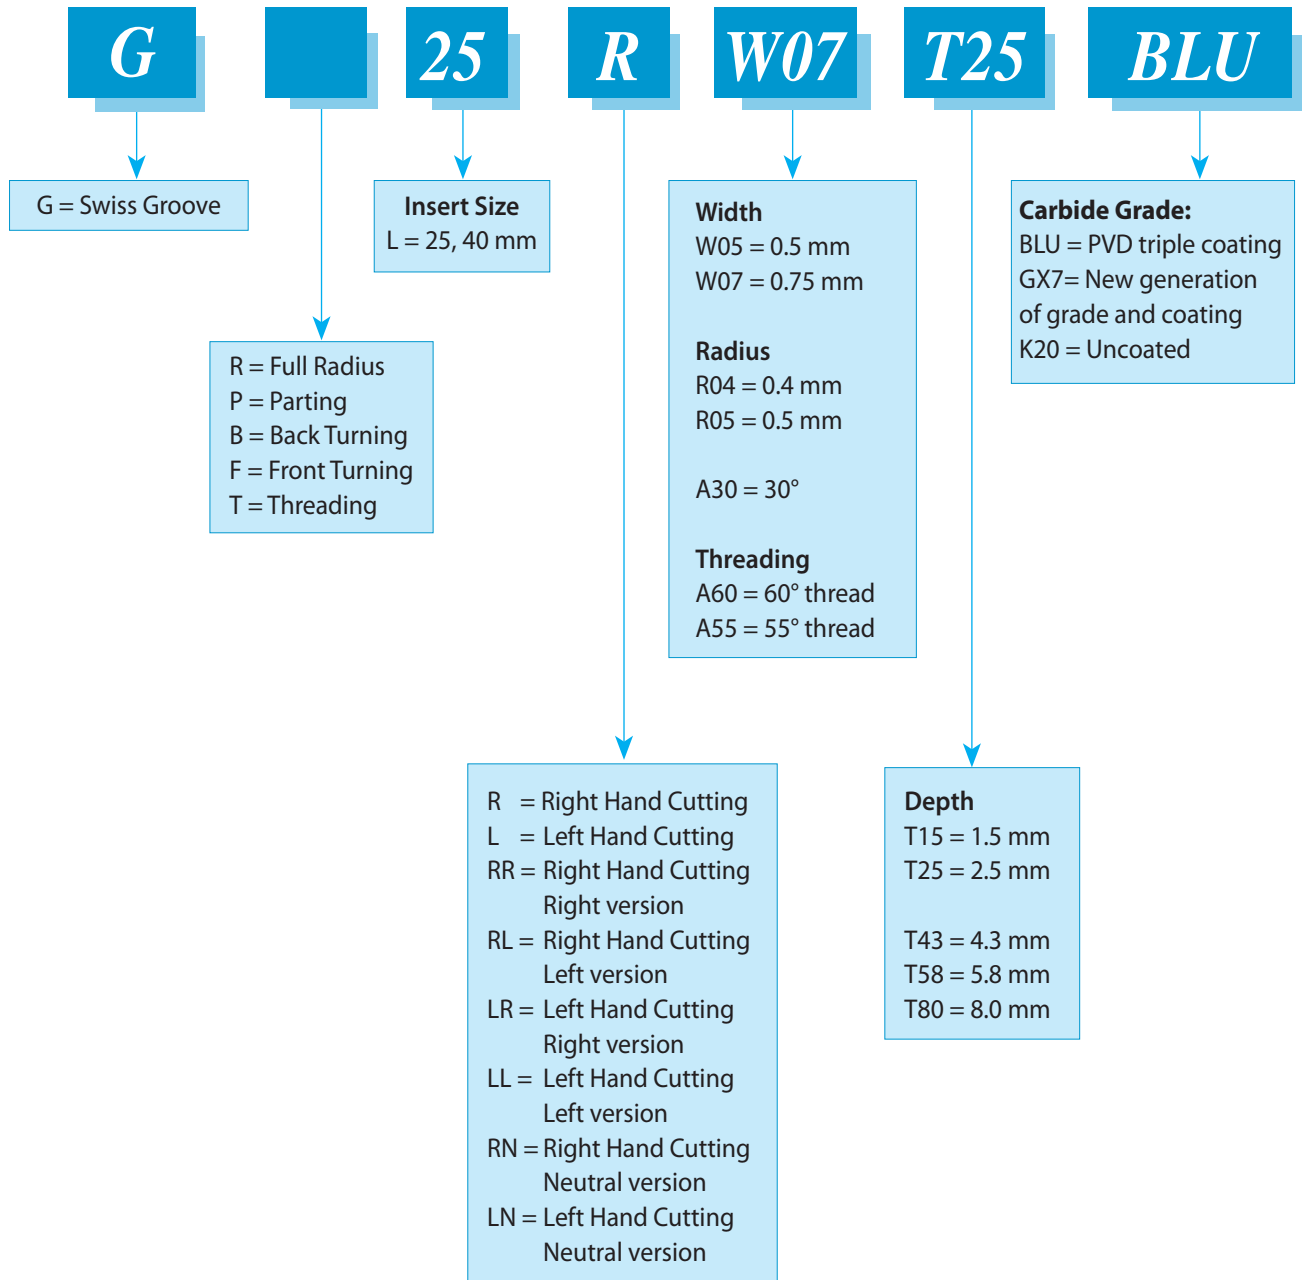 G 25 R W07 T25 BLU
G = Swiss Groove
R = Full Radius
P = Parting
B = Back Turning
F = Front Turning
T = Threading
Insert Size
L = 25, 40 mm
R = Right Hand Cutting
L = Left Hand Cutting
RR = Right Hand Cutting
Right version
RL = Right Hand Cutting
Left version
LR = Left Hand Cutting
Right version
LL = Left Hand Cutting
Left version
RN = Right Hand Cutting
Neutral version
LN = Left Hand Cutting
Neutral version
Width
W05 = 0.5 mm
W07 = 0.75 mm
Radius
R04 = 0.4 mm
R05 = 0.5 mm
A30 = 30°
Threading
A60 = 60° thread
A55 = 55° thread
Depth
T15 = 1.5 mm
T25 = 2.5 mm
T43 = 4.3 mm
T58 = 5.8 mm
T80 = 8.0 mm
Carbide Grade:
BLU = PVD triple coating
GX7= New generation
of grade and coating
K20 = Uncoated